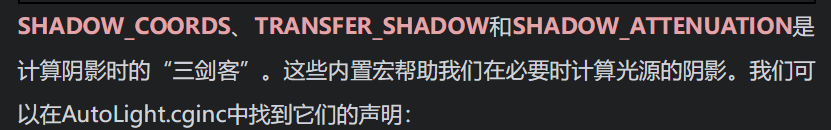 SHADOW_COORDS、TRANSFER_SHADOW和SHADOW_ATTENUATION是
计算阴影时的“三剑客”。这些内置宏帮助我们在必要时计算光源的阴影。我们可
以在AutoLight.cginc中找到它们的声明：